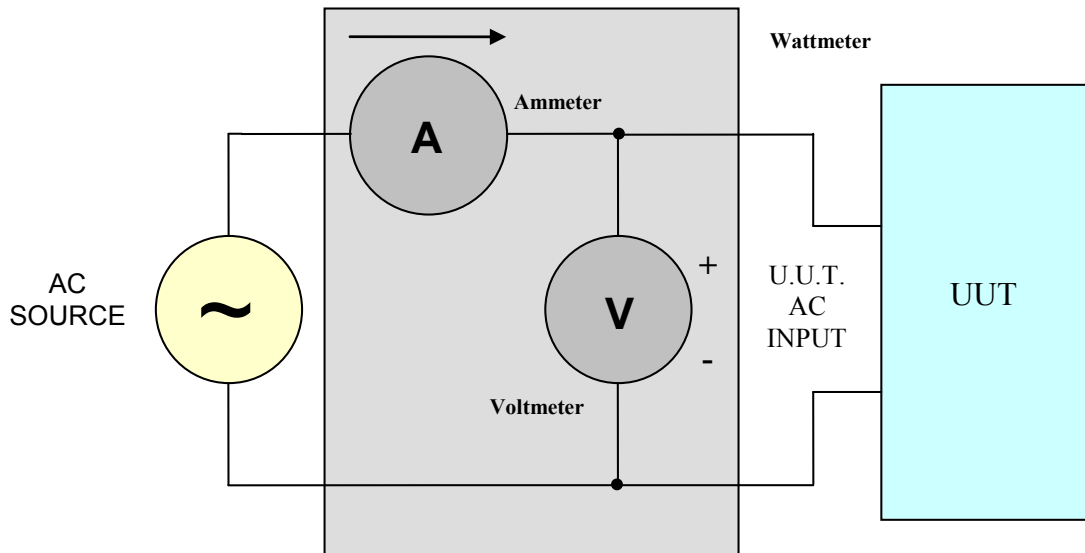 Wattmeter
Ammeter
A
AC
SOURCE
~
V
+
-
U.U.T.
AC
INPUT
UUT
Voltmeter